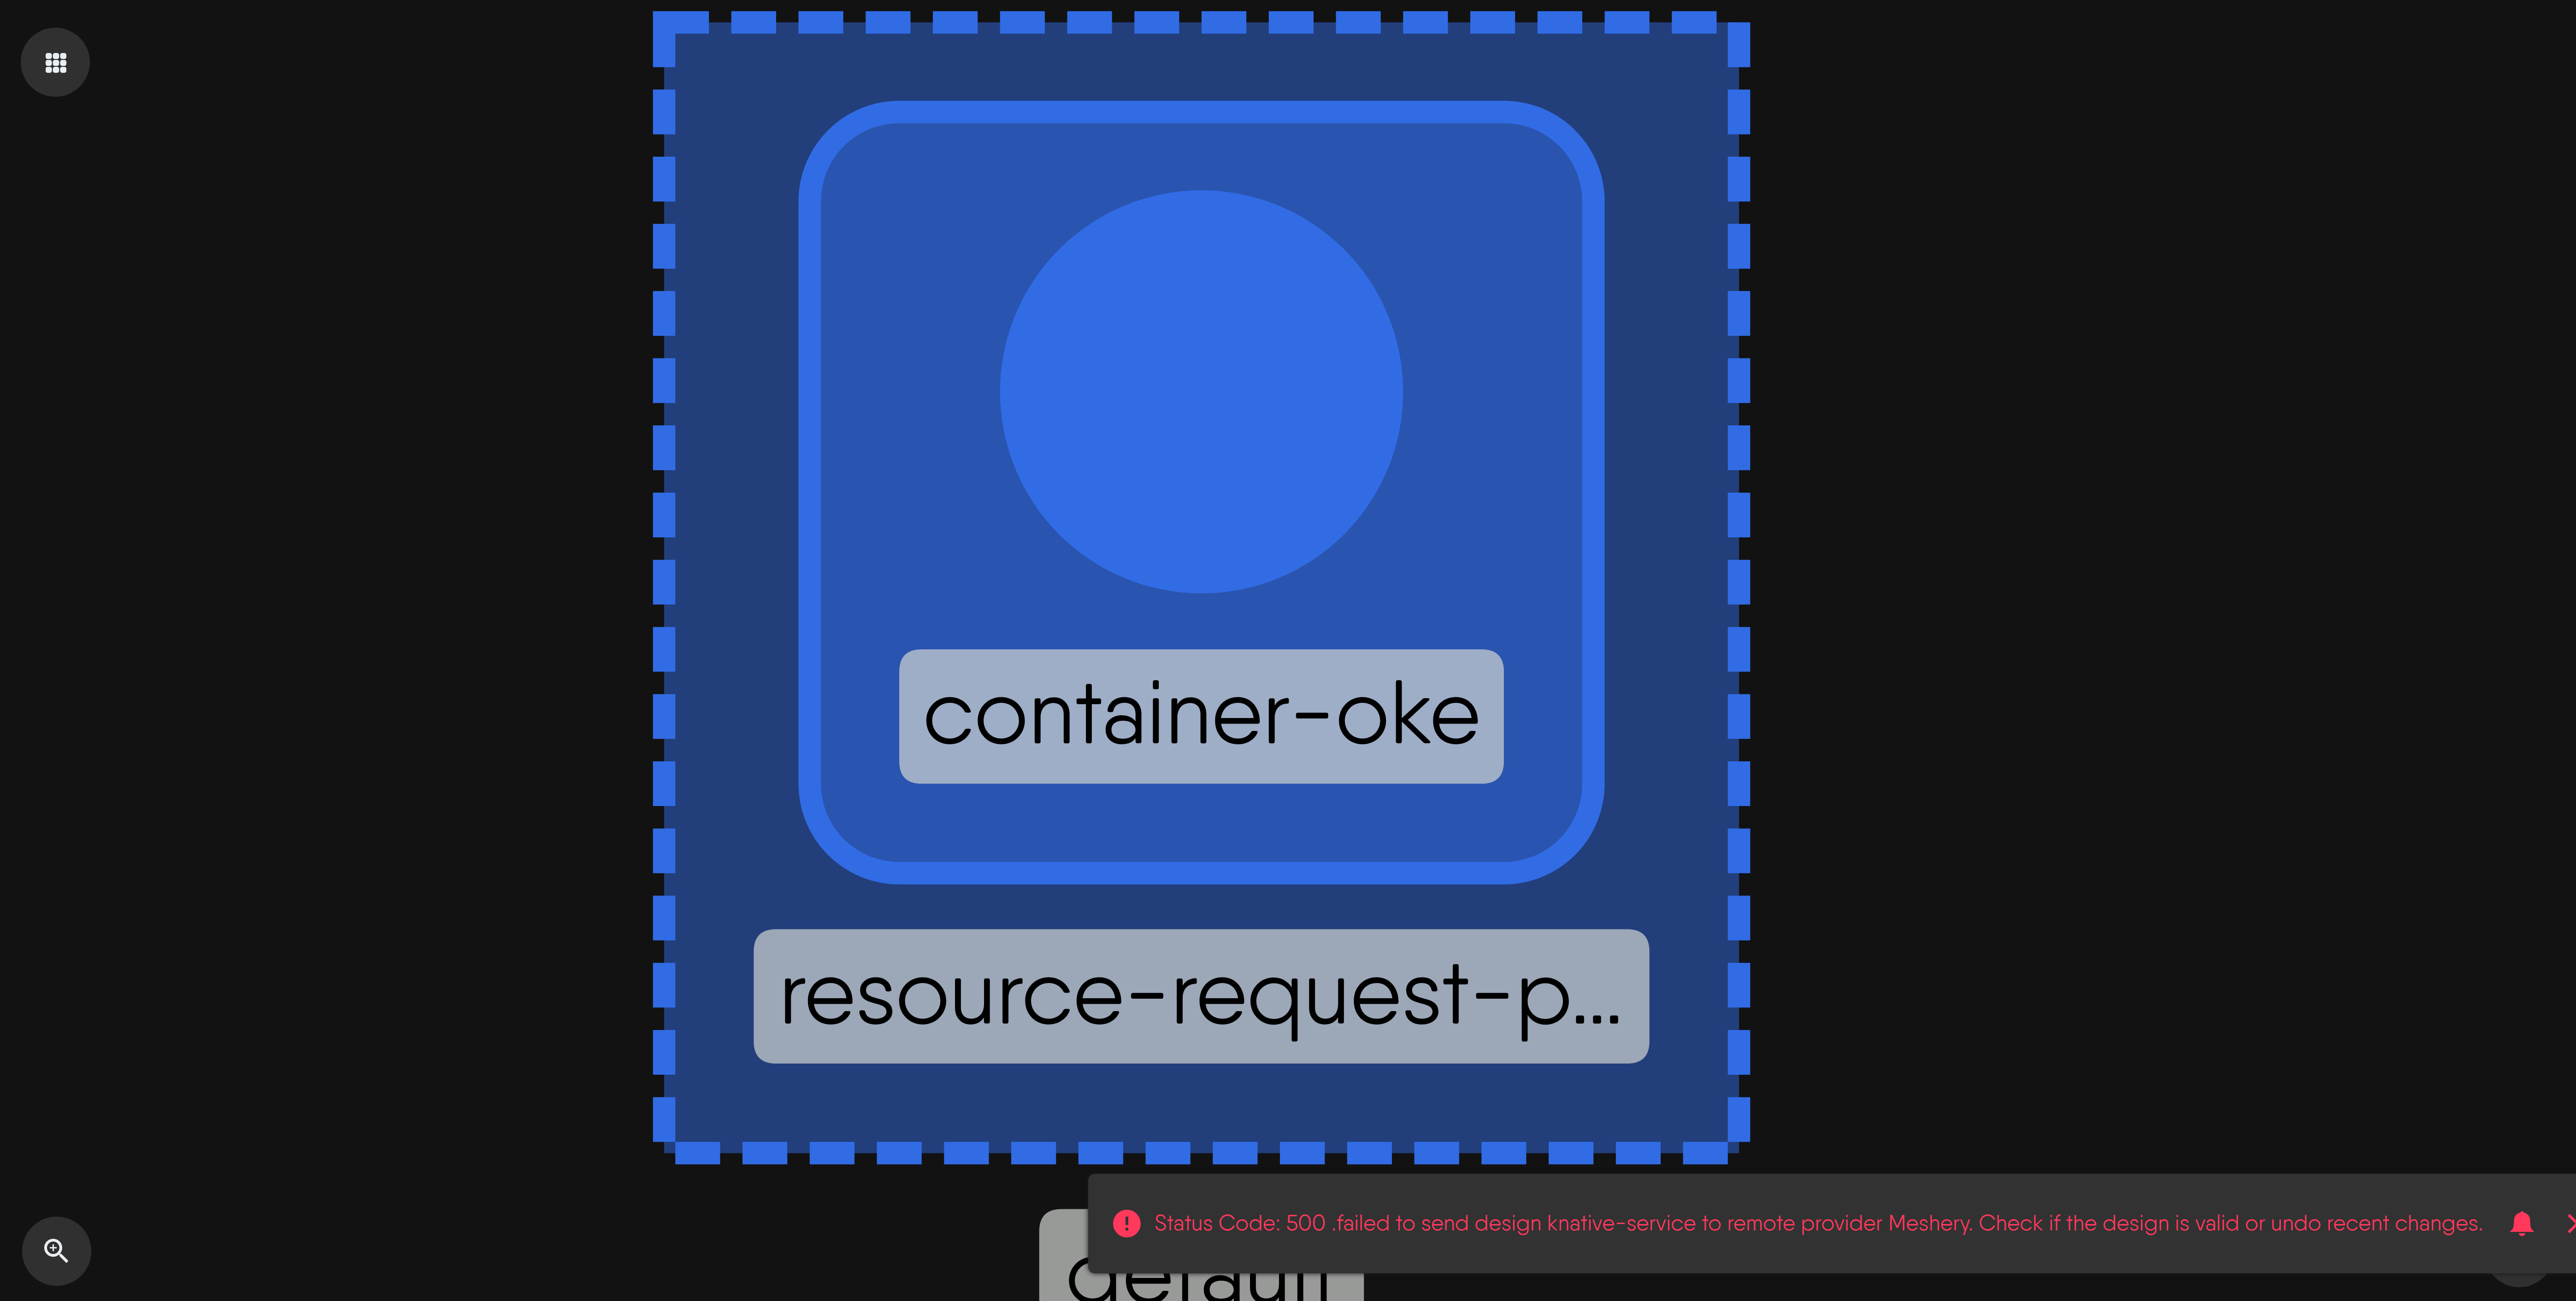 container-oke
resource-request-p...
Status Code: 500 .failed to send design knative-service to remote provider Meshery. Check if the design is valid or undo recent changes.
default